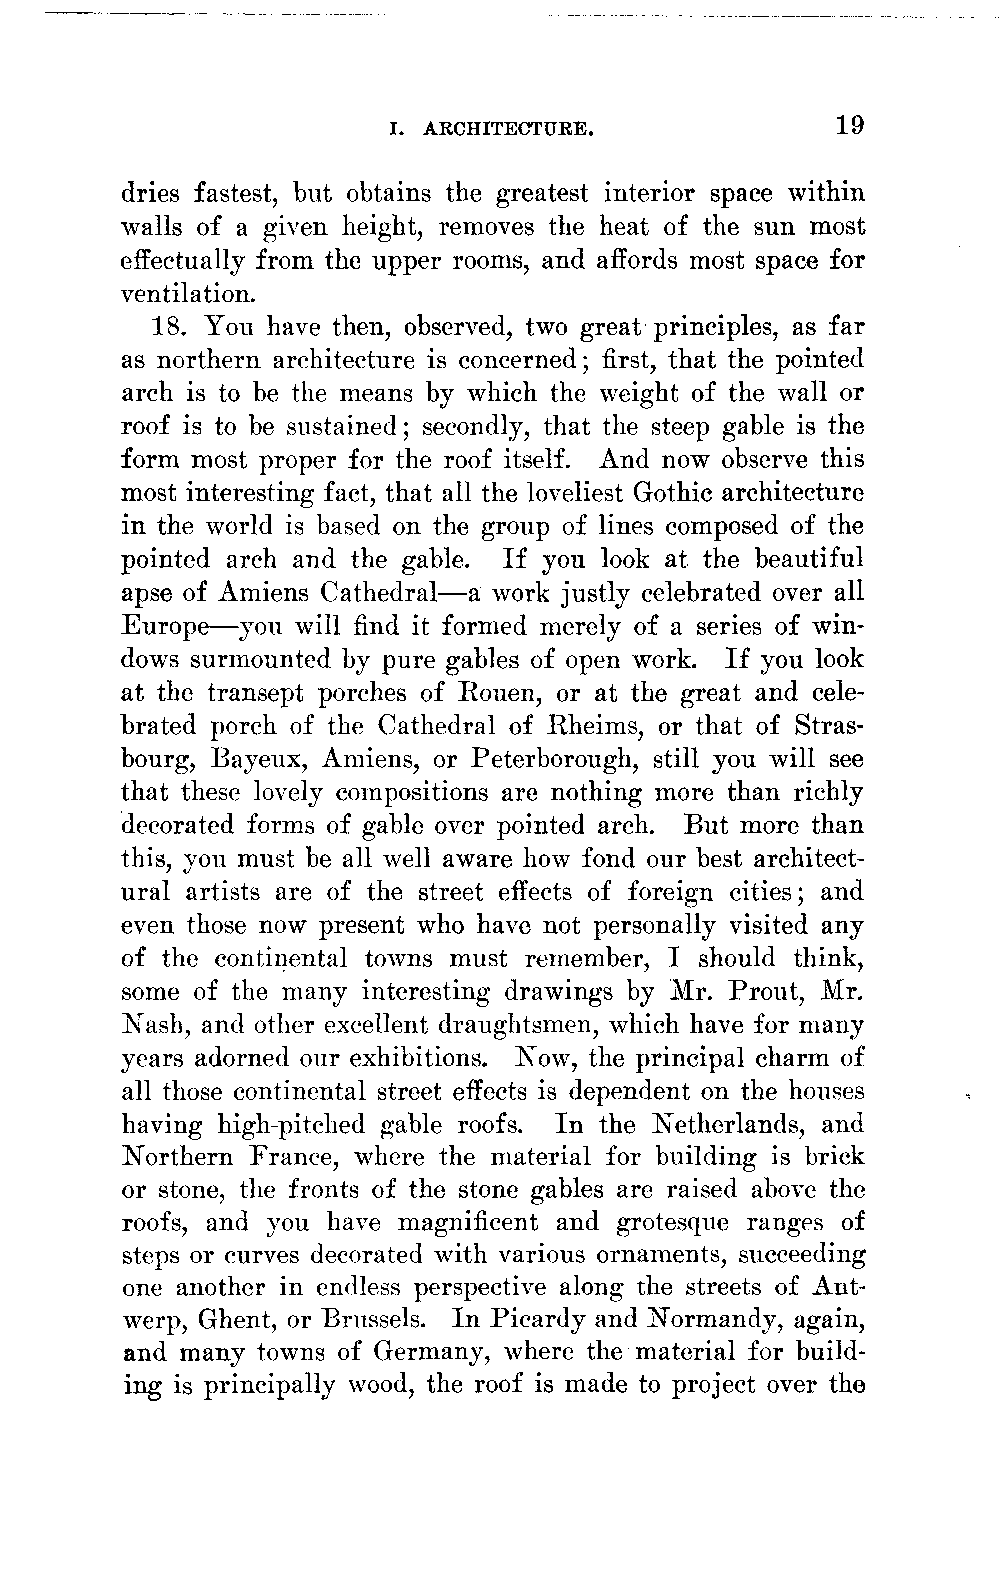 I. ARCHITECTURE. 19
dries fastest, but obtains the greatest interior space within
walls of a given height, removes the heat of the sun most
effectually from the upper rooms, and affords most space for
ventilation.
18. You have then, observed, two great principles, as far
as northern architecture is concerned; first, that the pointed
arch is to be the means by which the weight of the wall or
roof is to be sustained; secondly, that the steep gable is the
form most proper for the roof itself. And now observe this
most interesting fact, that all the loveliest Gothic architecture
in the world is based on the group of lines composed of the
pointed arch and the gable. If you look at the beautiful
apse of Amiens Cathedral—a work justly celebrated over all
Europe—you will find it formed merely of a series of win-
dows surmounted by pure gables of open work. If you look
at the transept porches of Rouen, or at the great and cele-
brated porch of the Cathedral of Rheims, or that of Stras-
bourg, Bayeux, Amiens, or Peterborough, still you will see
that these lovely compositions are nothing more than richly
decorated forms of gable over pointed arch. But more than
this, you must be all well aware how fond our best architect-
ural artists are of the street effects of foreign cities; and
even those now present who have not personally visited any
of the continental towns must remember, I should think,
some of the many interesting drawings by Mr. Prout, Mr.
Nash, and other excellent draughtsmen, which have for many
years adorned our exhibitions. Now, the principal charm of
all those continental street effects is dependent on the houses
having high-pitched gable roofs. In the Netherlands, and
Northern France, where the material for building is brick
or stone, the fronts of the stone gables are raised above the
roofs, and you have magnificent and grotesque ranges of
steps or curves decorated with various ornaments, succeeding
one another in endless perspective along the streets of Ant-
werp, Ghent, or Brussels. In Picardy and Normandy, again,
and many towns of Germany, where the material for build-
ing is principally wood, the roof is made to project over the